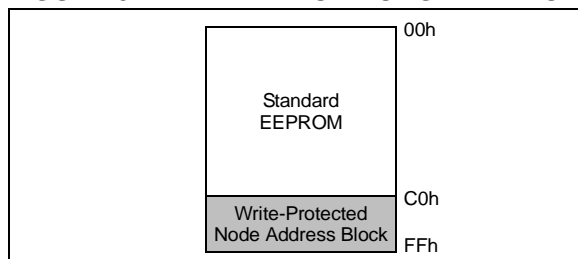 00h
Standard
EEPROM
C0h
Write-Protected
Node Address Block
FFh